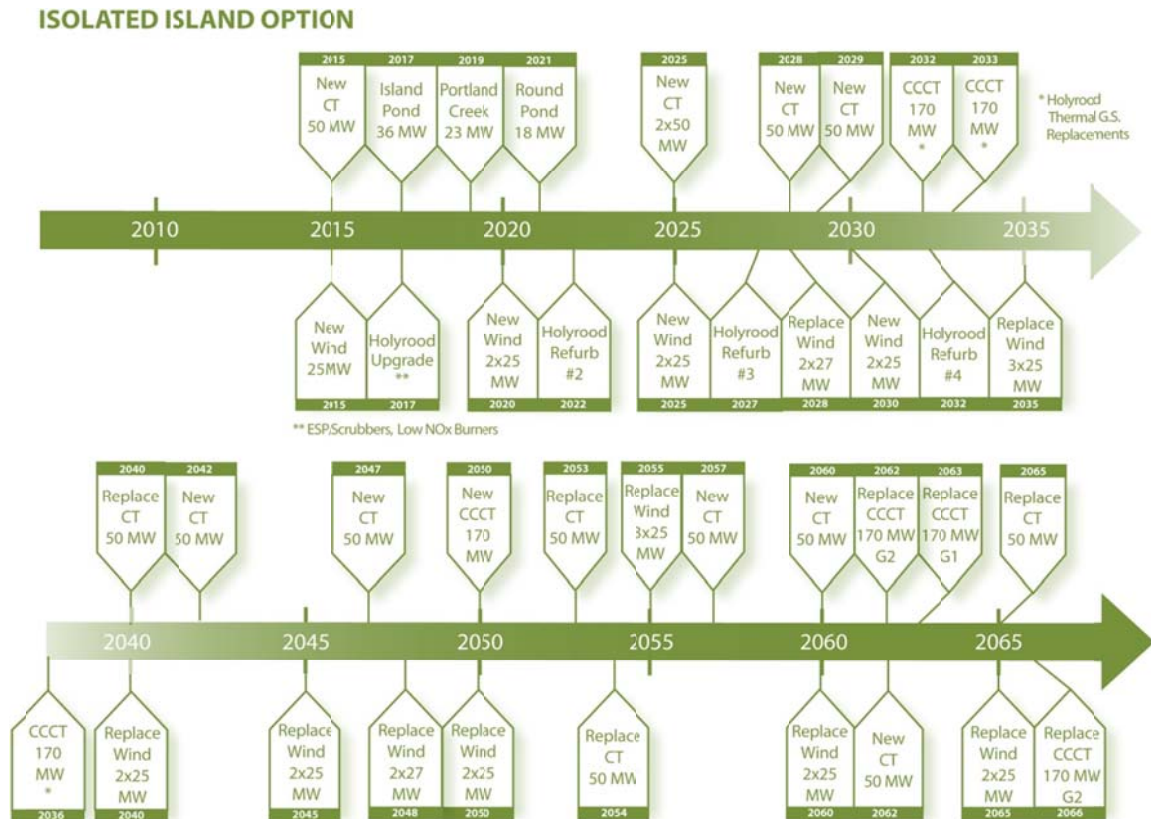 ISOLATED ISLAND OPTION
2015
New
CT
50 MW
2017
Island
Pond
36 MW
2019
Portland
Creek
23 MW
2021
Round
Pond
18 MW
2025
New
CT
2x50
MW
2028
New
CT
50 MW
2029
New
CT
50 MW
2032
CCCT
170
MW
*
2033
CCCT
170
MW
*
* Holyrood
Thermal G.S.
Replacements
2010
2015
2020
2025
2030
2035
New
Wind
25MW
2015
Holyrood
Upgrade
**
2017
New
Wind
2x25
MW
2020
Holyrood
Refurb
#2
2022
New
Wind
2x25
MW
2025
Holyrood
Refurb
#3
2027
Replace
Wind
2x27
MW
2028
New
Wind
2x25
MW
2030
Holyrood
Refurb
#4
2032
Replace
Wind
3x25
MW
2035
** ESP/Scrubbers, Low NOx Burners
2040
Replace
CT
50 MW
2042
New
CT
50 MW
2047
New
CT
50 MW
2050
New
CCCT
170
MW
2053
Replace
CT
50 MW
2055
Replace
Wind
3x25
MW
2057
New
CT
50 MW
2060
New
CT
50 MW
2062
Replace
CCCT
170 MW
G2
2063
Replace
CCCT
170 MW
G1
2065
Replace
CT
50 MW
2040
2045
2050
2055
2060
2065
CCCT
170
MW
*
2036
Replace
Wind
2x25
MW
2040
Replace
Wind
2x25
MW
2045
Replace
Wind
2x27
MW
2048
Replace
Wind
2x25
MW
2050
Replace
CT
50 MW
2054
Replace
Wind
2x25
MW
2060
New
CT
50 MW
2062
Replace
Wind
2x25
MW
2065
Replace
CCCT
170 MW
G2
2066